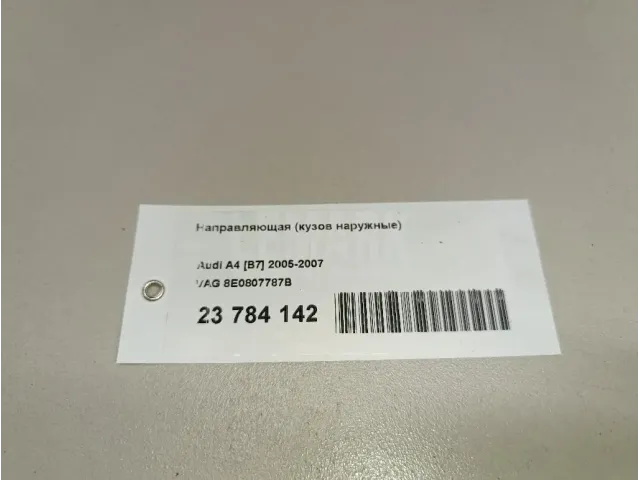 Направляющая (кузов наружные)
Audi A4 [B7] 2005-2007
VAG 8E0807787B
23 784 142